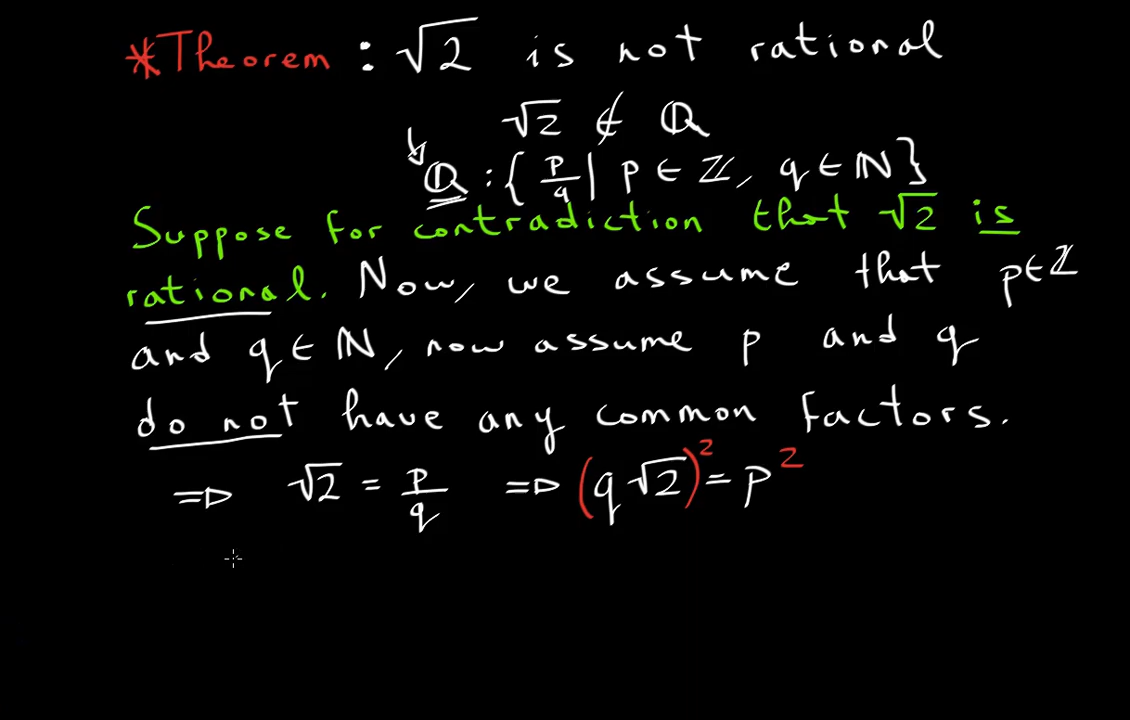 *Theorem : √2 is not rational
√2 ∉ ℚ
ℚ : { p/q | p ∈ ℤ, q ∈ ℕ }
Suppose for contradiction that √2 is
rational. Now, we assume that p ∈ ℤ
and q ∈ ℕ, now assume p and q
do not have any common factors.
⇒ √2 = p/q ⇒ (q√2)² = p²